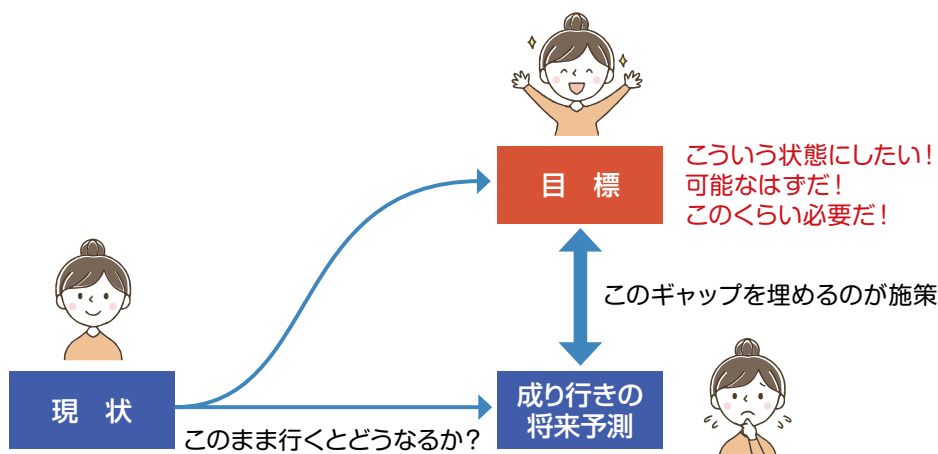 目　標
こういう状態にしたい！
可能なはずだ！
このくらい必要だ！
このギャップを埋めるのが施策
現　状
このまま行くとどうなるか？
成り行きの
将来予測